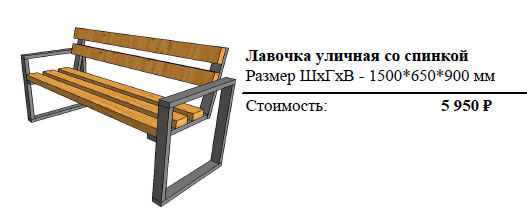 Лавочка уличная со спинкой
Размер ШхГхВ - 1500*650*900 мм
Стоимость: 5 950 ₽